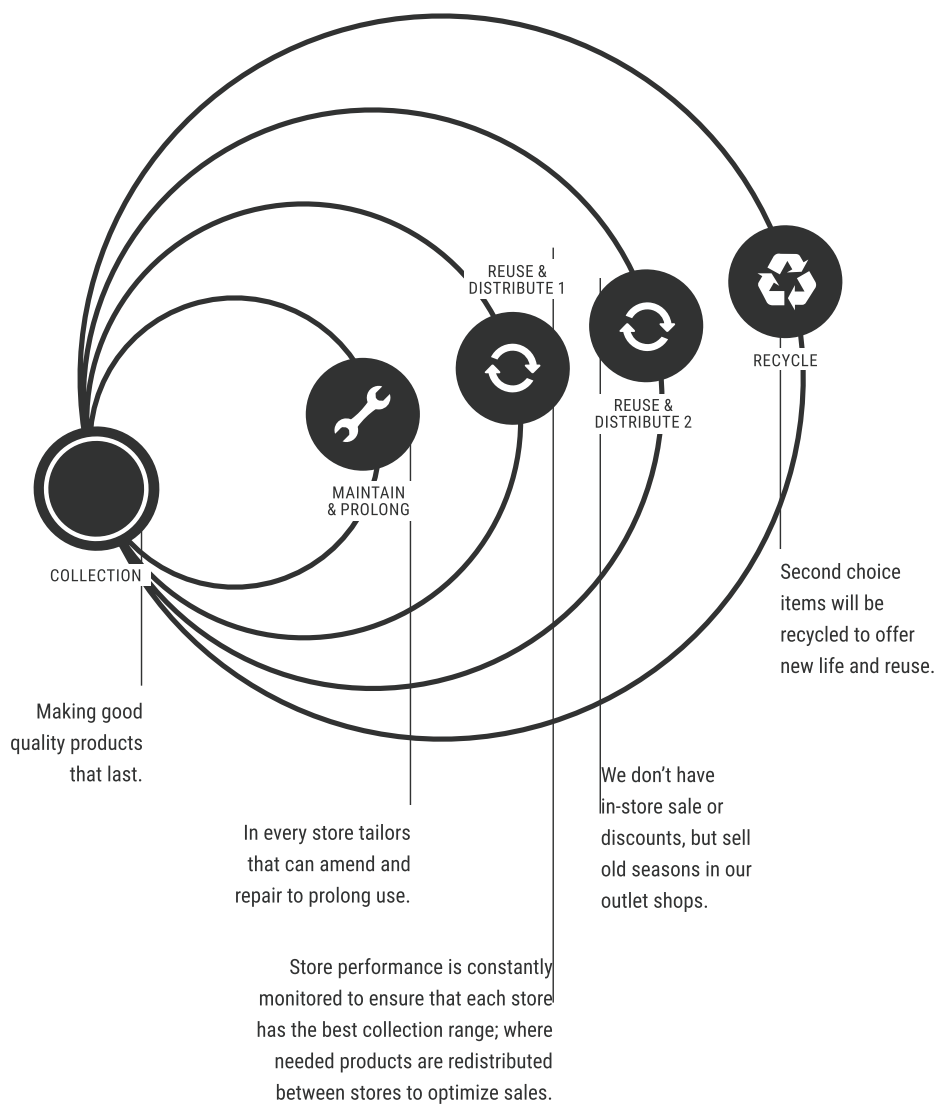 REUSE &
DISTRIBUTE 1
RECYCLE
REUSE &
DISTRIBUTE 2
MAINTAIN
& PROLONG
COLLECTION
Second choice
items will be
recycled to offer
new life and reuse.
Making good
quality products
that last.
We don’t have
in-store sale or
discounts, but sell
old seasons in our
outlet shops.
In every store tailors
that can amend and
repair to prolong use.
Store performance is constantly
monitored to ensure that each store
has the best collection range; where
needed products are redistributed
between stores to optimize sales.